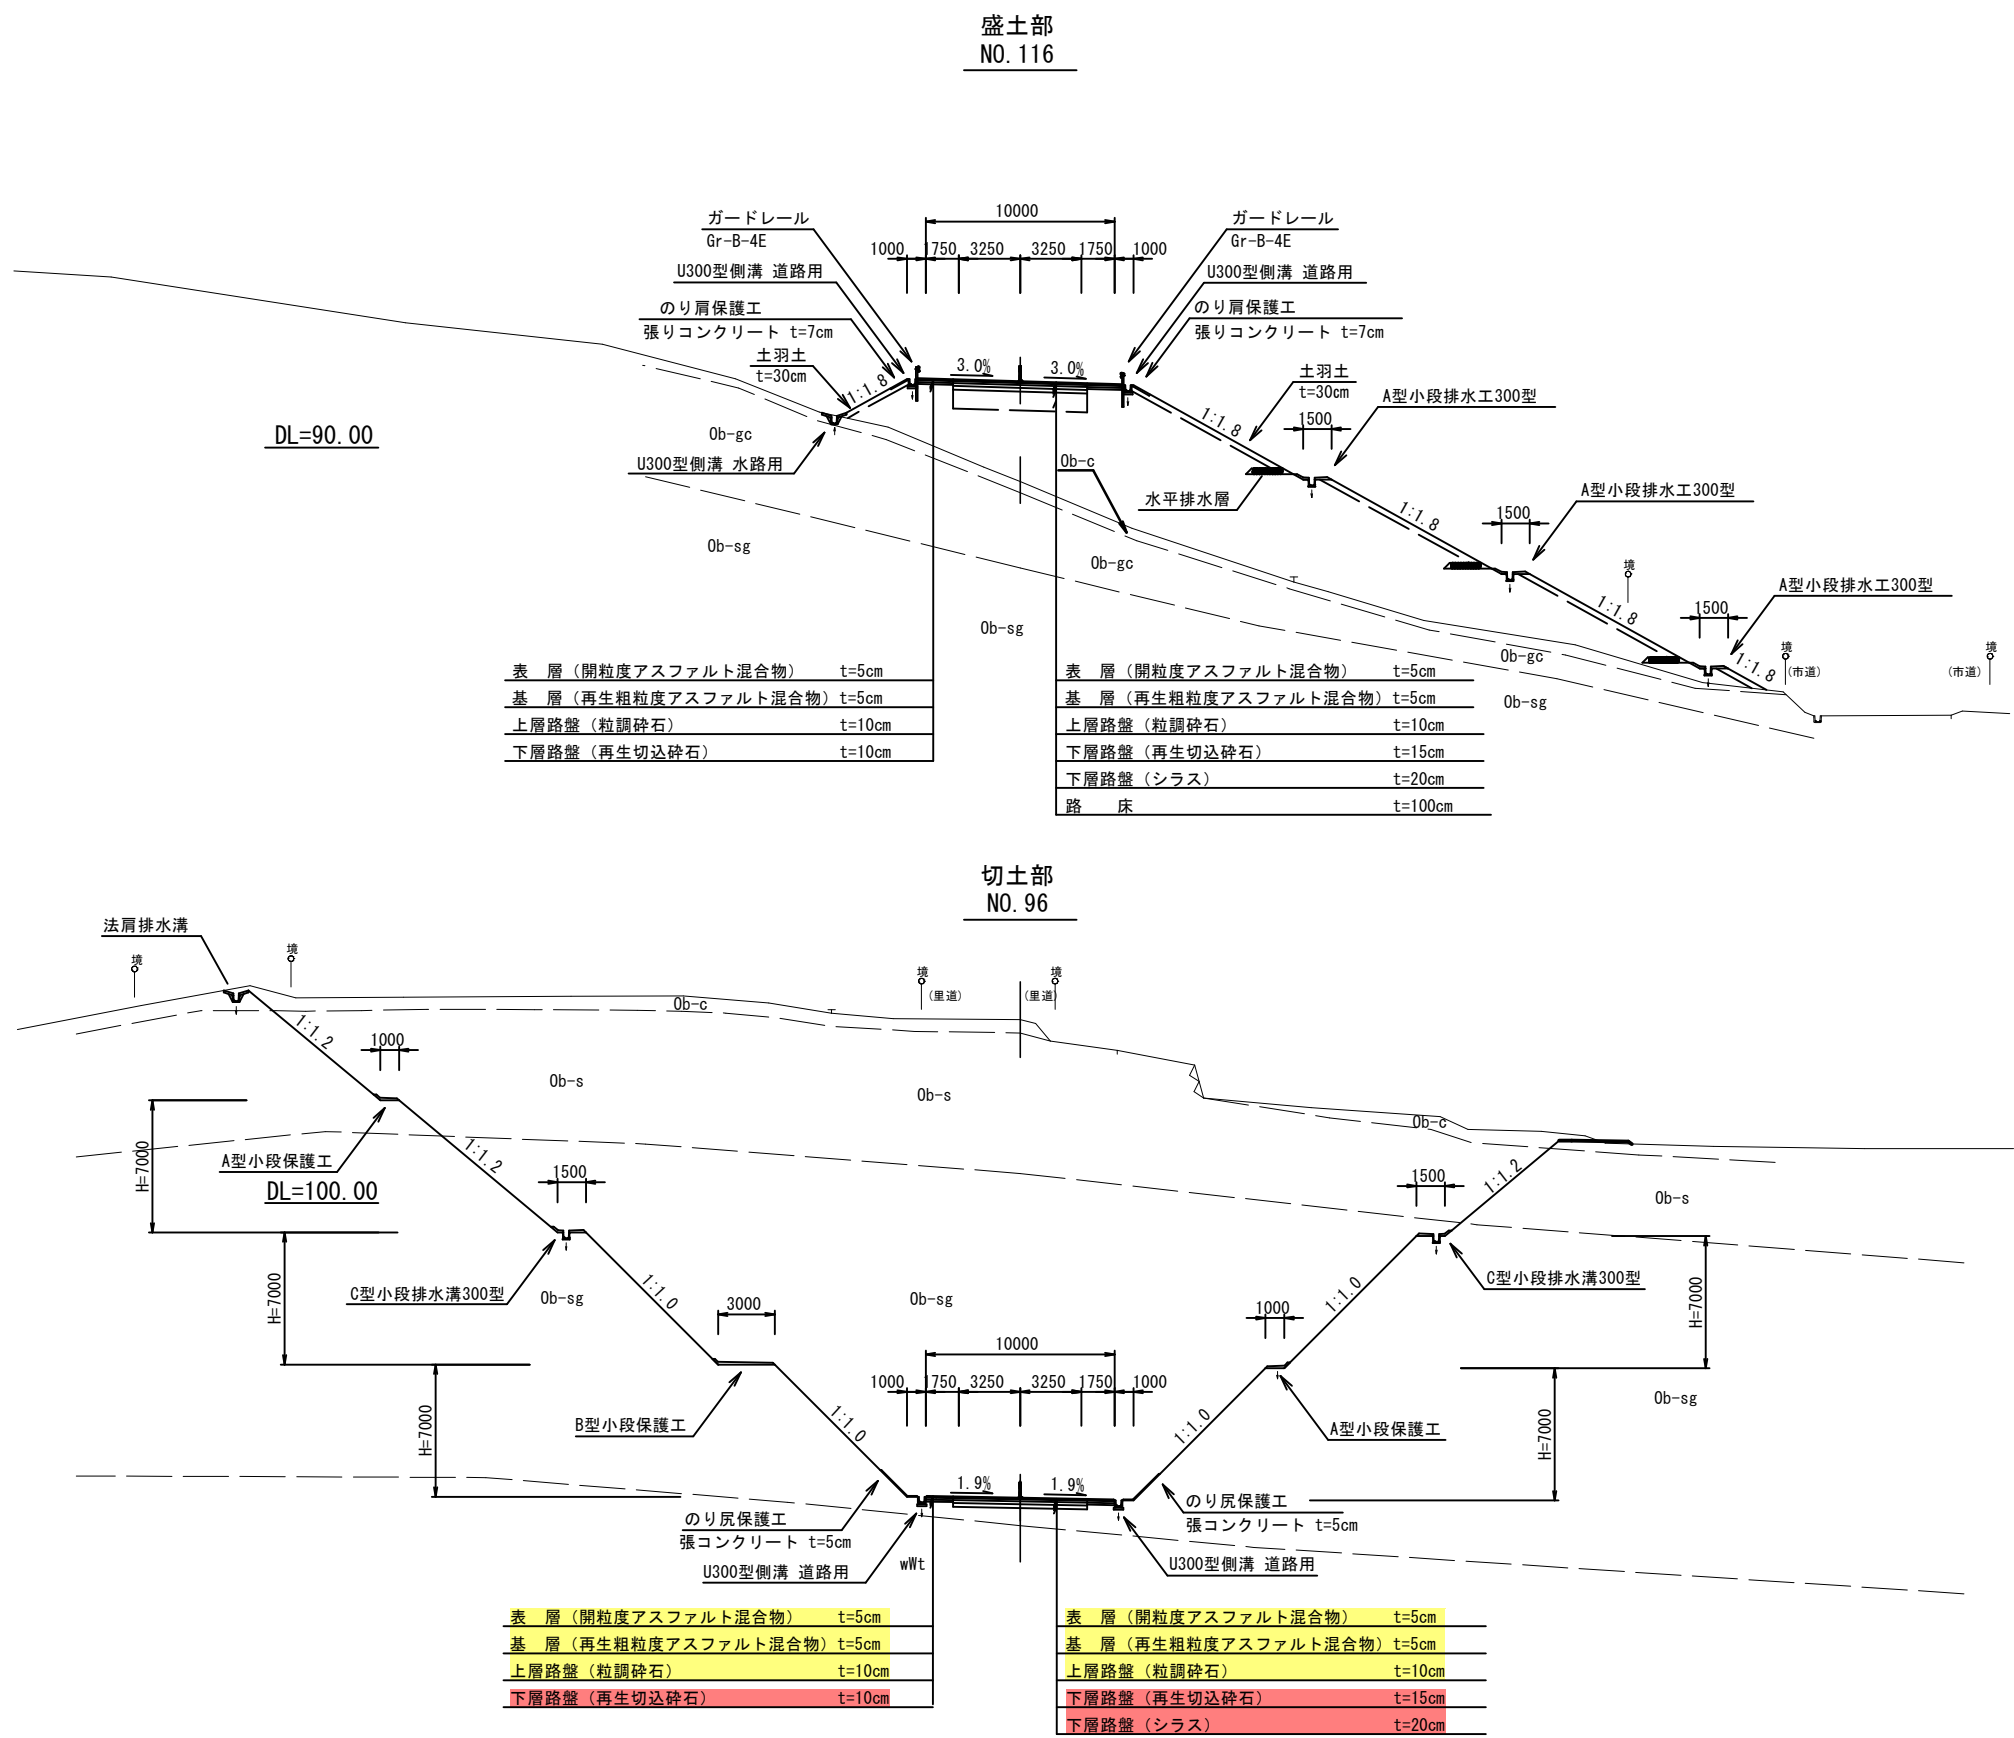 盛土部
NO.116
10000
1000 1750 3250 3250 1750 1000
ガードレール
Gr-B-4E
U300型側溝 道路用
のり肩保護工
張りコンクリート t=7cm
土羽土
t=30cm
1:1.8
3.0%
3.0%
ガードレール
Gr-B-4E
U300型側溝 道路用
のり肩保護工
張りコンクリート t=7cm
土羽土
t=30cm
1500
A型小段排水工300型
1:1.8
DL=90.00
Ob-gc
U300型側溝 水路用
Ob-c
水平排水層
1:1.8
1500
A型小段排水工300型
Ob-sg
Ob-gc
境
1:1.8
1500
A型小段排水工300型
Ob-sg
Ob-gc
1:1.8
境
(市道)
境
(市道)
Ob-sg
表　層（開粒度アスファルト混合物） t=5cm
基　層（再生粗粒度アスファルト混合物） t=5cm
上層路盤（粒調砕石） t=10cm
下層路盤（再生切込砕石） t=10cm
表　層（開粒度アスファルト混合物） t=5cm
基　層（再生粗粒度アスファルト混合物） t=5cm
上層路盤（粒調砕石） t=10cm
下層路盤（再生切込砕石） t=15cm
下層路盤（シラス） t=20cm
路　　床 t=100cm
切土部
NO.96
法肩排水溝
境
境
境
(里道)
境
(里道)
Ob-c
1:1.2
1000
Ob-s
Ob-s
Ob-c
H=7000
A型小段保護工
1:1.2
DL=100.00
1500
1500
1:1.2
Ob-s
H=7000
C型小段排水溝300型
Ob-sg
1:1.0
3000
Ob-sg
1000
1:1.0
C型小段排水溝300型
H=7000
10000
1000 1750 3250 3250 1750 1000
Ob-sg
H=7000
B型小段保護工
1:1.0
1:1.0
A型小段保護工
H=7000
1.9%
1.9%
のり尻保護工
張コンクリート t=5cm
U300型側溝 道路用
wWt
のり尻保護工
張コンクリート t=5cm
U300型側溝 道路用
表　層（開粒度アスファルト混合物） t=5cm
基　層（再生粗粒度アスファルト混合物） t=5cm
上層路盤（粒調砕石） t=10cm
下層路盤（再生切込砕石） t=10cm
表　層（開粒度アスファルト混合物） t=5cm
基　層（再生粗粒度アスファルト混合物） t=5cm
上層路盤（粒調砕石） t=10cm
下層路盤（再生切込砕石） t=15cm
下層路盤（シラス） t=20cm